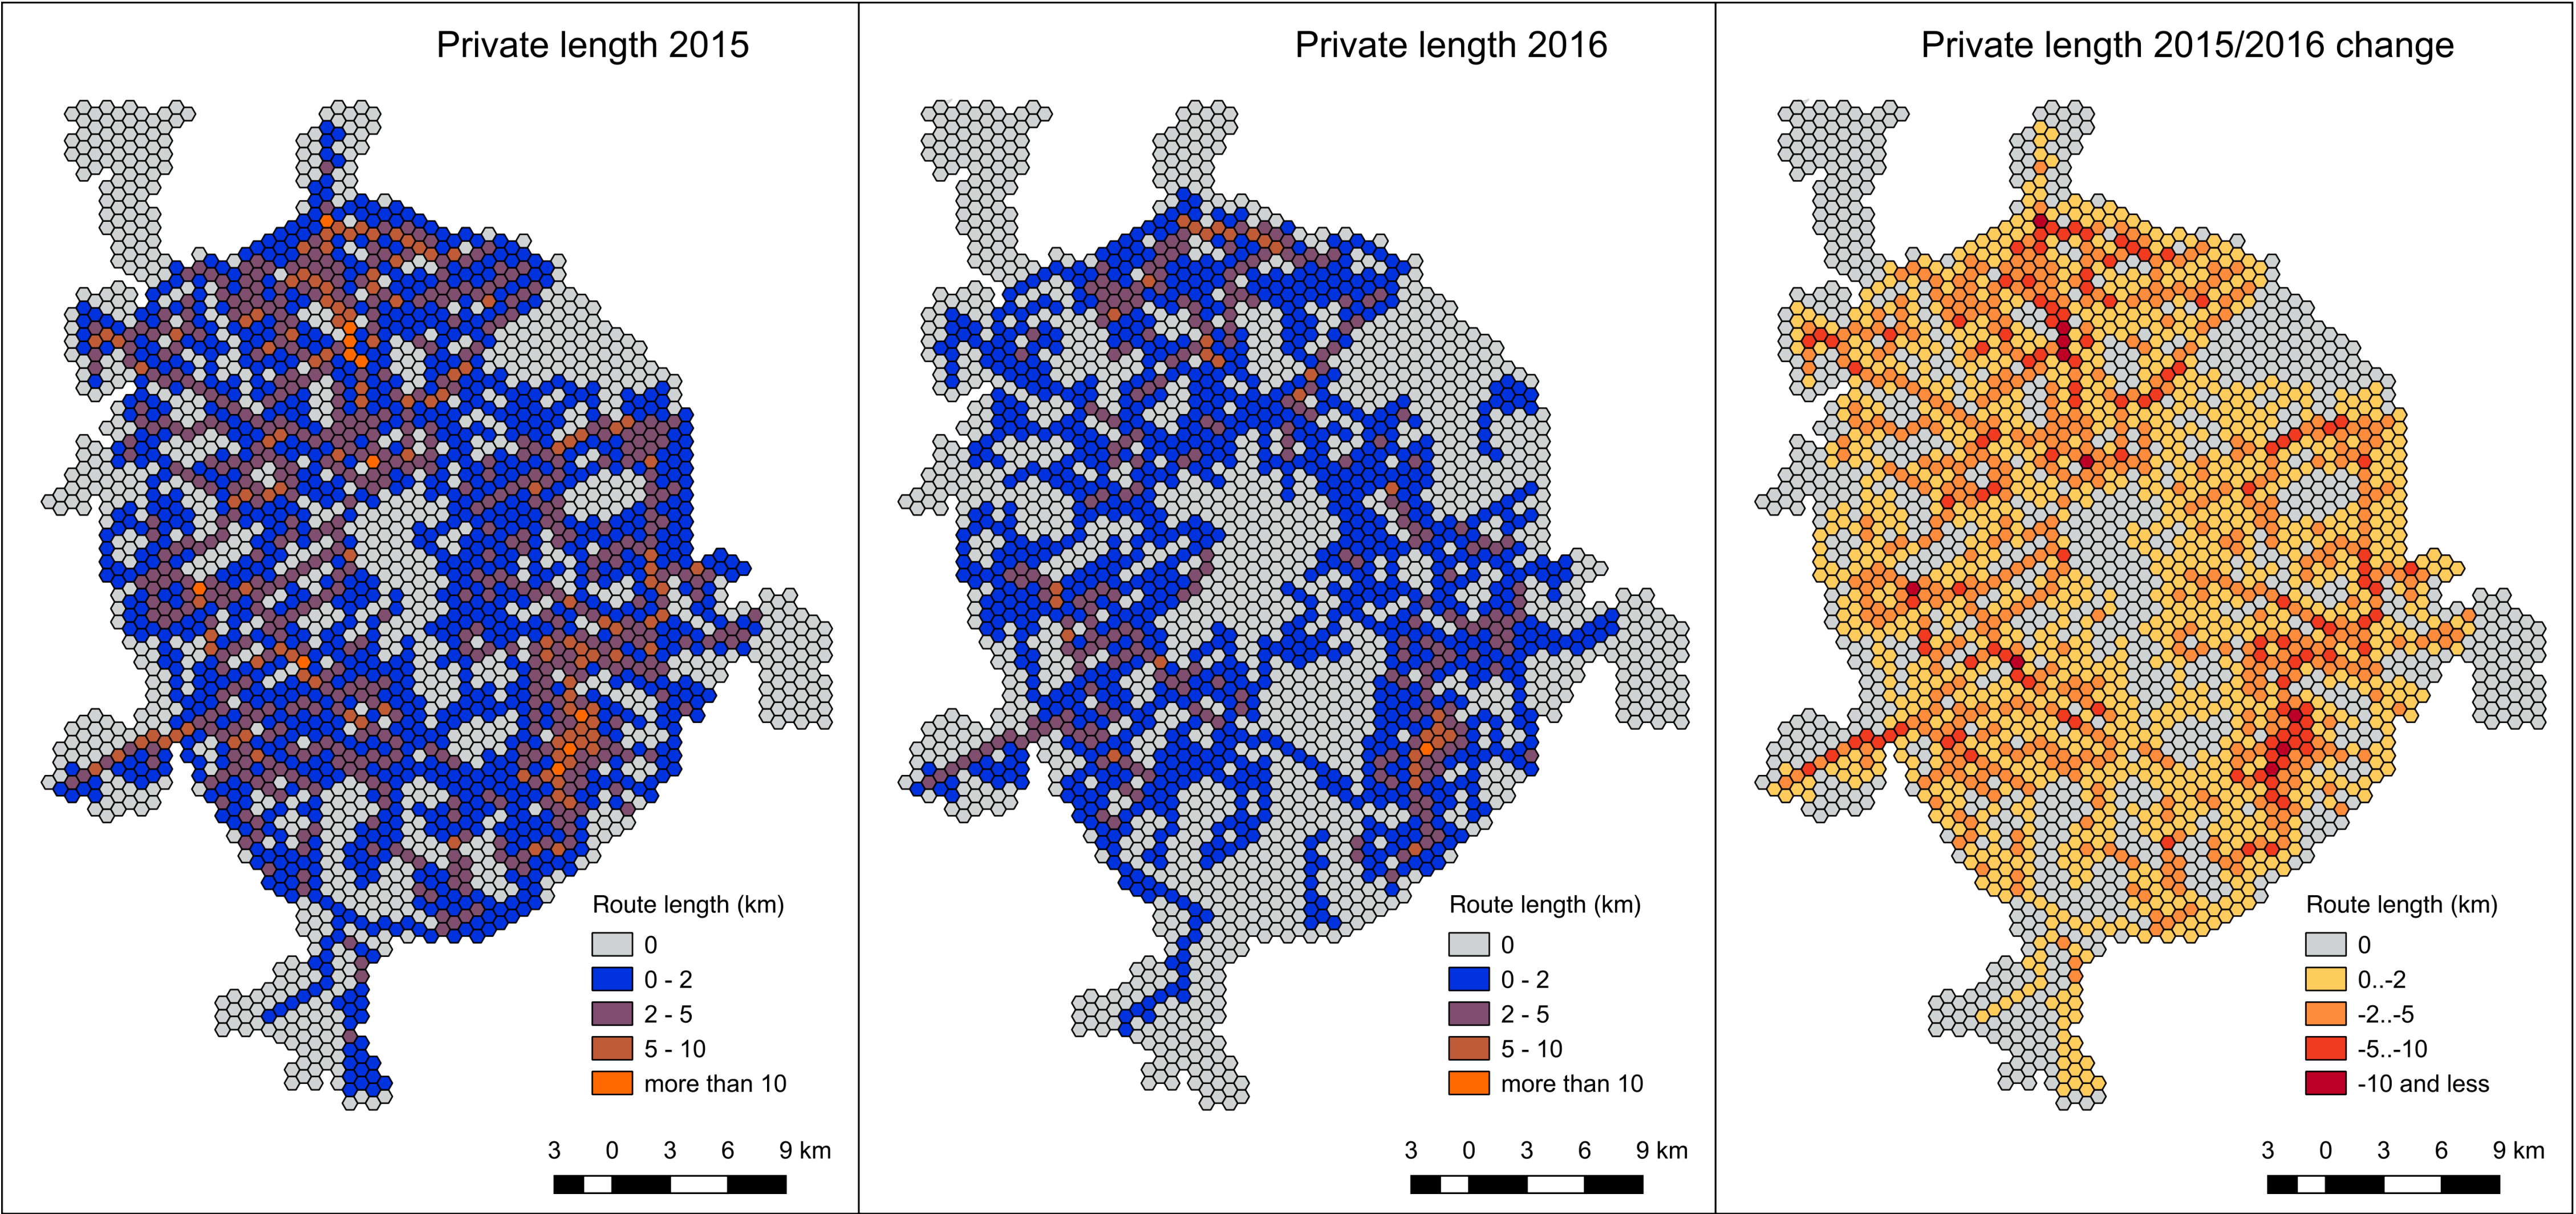 Private length 2015
Route length (km)
0
0 - 2
2 - 5
5 - 10
more than 10
3 0 3 6 9 km
Private length 2016
Route length (km)
0
0 - 2
2 - 5
5 - 10
more than 10
3 0 3 6 9 km
Private length 2015/2016 change
Route length (km)
0
0..-2
-2..-5
-5..-10
-10 and less
3 0 3 6 9 km